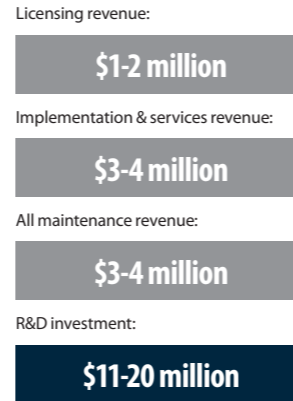 Licensing revenue:
$1-2 million
Implementation & services revenue:
$3-4 million
All maintenance revenue:
$3-4 million
R&D investment:
$11-20 million